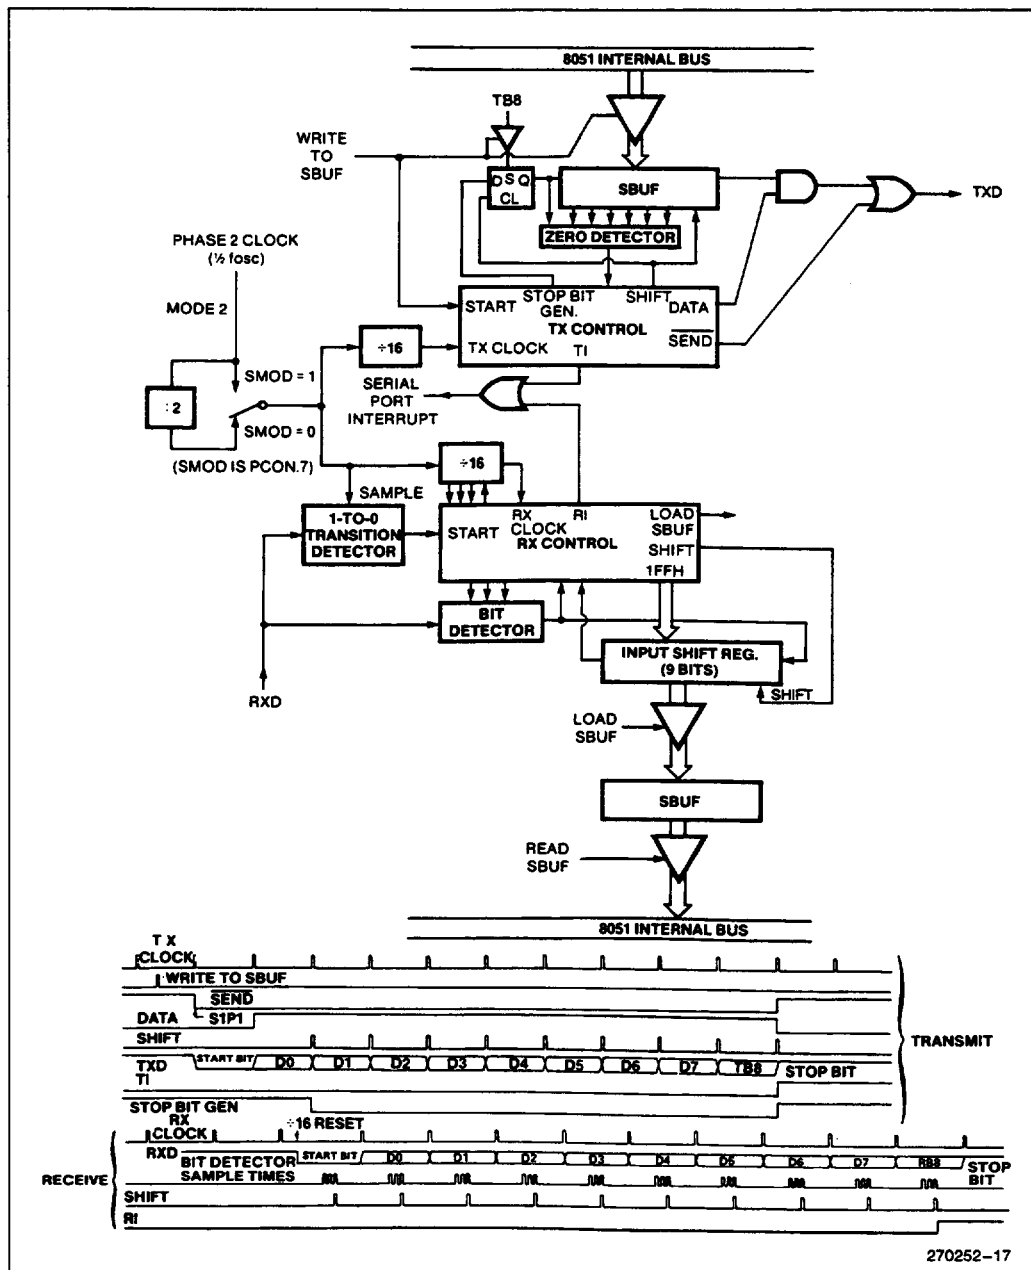 8051 INTERNAL BUS
TB8
WRITE
TO
SBUF
D S Q
CL
SBUF
TXD
ZERO DETECTOR
PHASE 2 CLOCK
(½ fosc)
MODE 2
START
STOP BIT
GEN.
SHIFT
DATA
TX CONTROL
SEND
÷16
TX CLOCK
TI
SMOD = 1
SERIAL
PORT
INTERRUPT
÷2
SMOD = 0
(SMOD IS PCON.7)
÷16
SAMPLE
1-TO-0
TRANSITION
DETECTOR
START
RX
CLOCK
RI
LOAD
SBUF
RX CONTROL
SHIFT
1FFH
BIT
DETECTOR
INPUT SHIFT REG.
(9 BITS)
SHIFT
RXD
LOAD
SBUF
SBUF
READ
SBUF
8051 INTERNAL BUS
TX
CLOCK
WRITE TO SBUF
SEND
DATA
S1P1
SHIFT
TRANSMIT
TXD
START BIT D0 D1 D2 D3 D4 D5 D6 D7 TB8 STOP BIT
TI
STOP BIT GEN
÷16 RESET
RX
CLOCK
RXD
START BIT D0 D1 D2 D3 D4 D5 D6 D7 RB8 STOP BIT
BIT DETECTOR
SAMPLE TIMES
RECEIVE
SHIFT
RI
270252-17